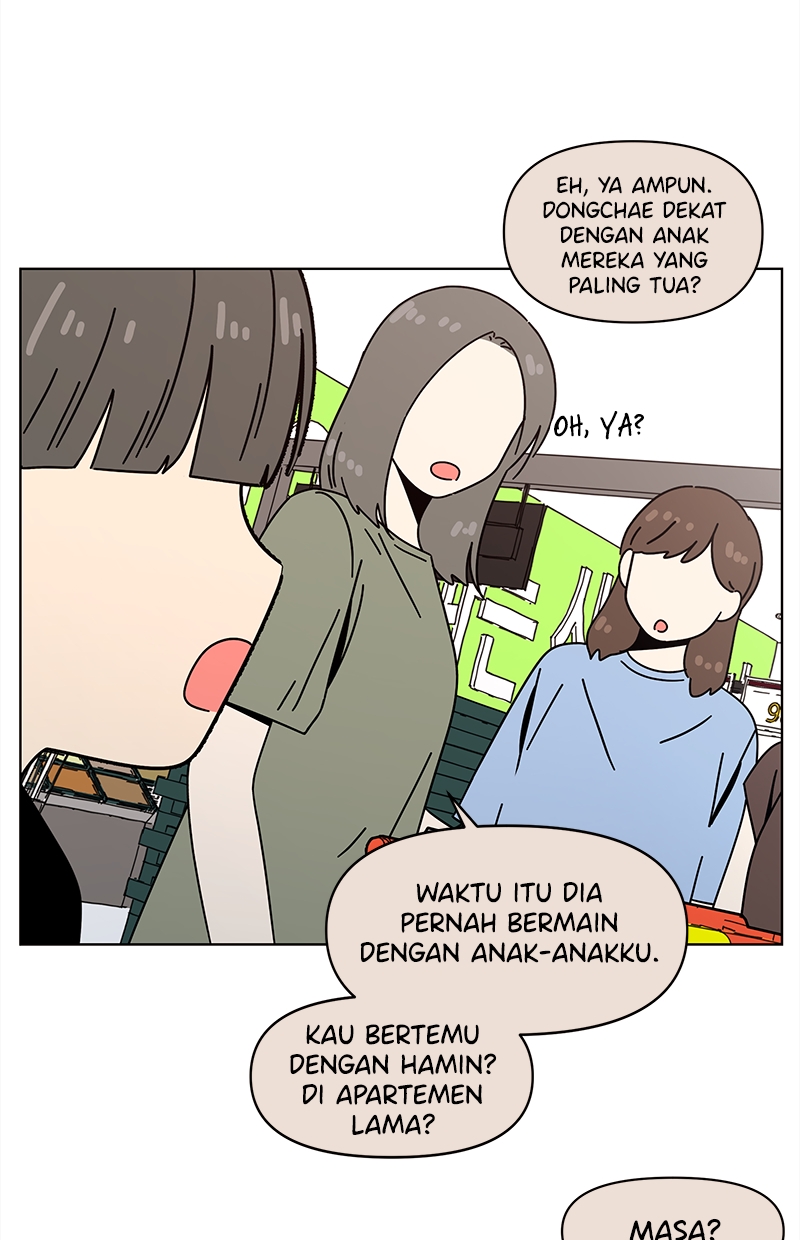 EH, YA AMPUN.
DONGCHAE DEKAT
DENGAN ANAK
MEREKA YANG
PALING TUA?
OH, YA?
WAKTU ITU DIA
PERNAH BERMAIN
DENGAN ANAK-ANAKKU.
KAU BERTEMU
DENGAN HAMIN?
DI APARTEMEN
LAMA?
MASA?